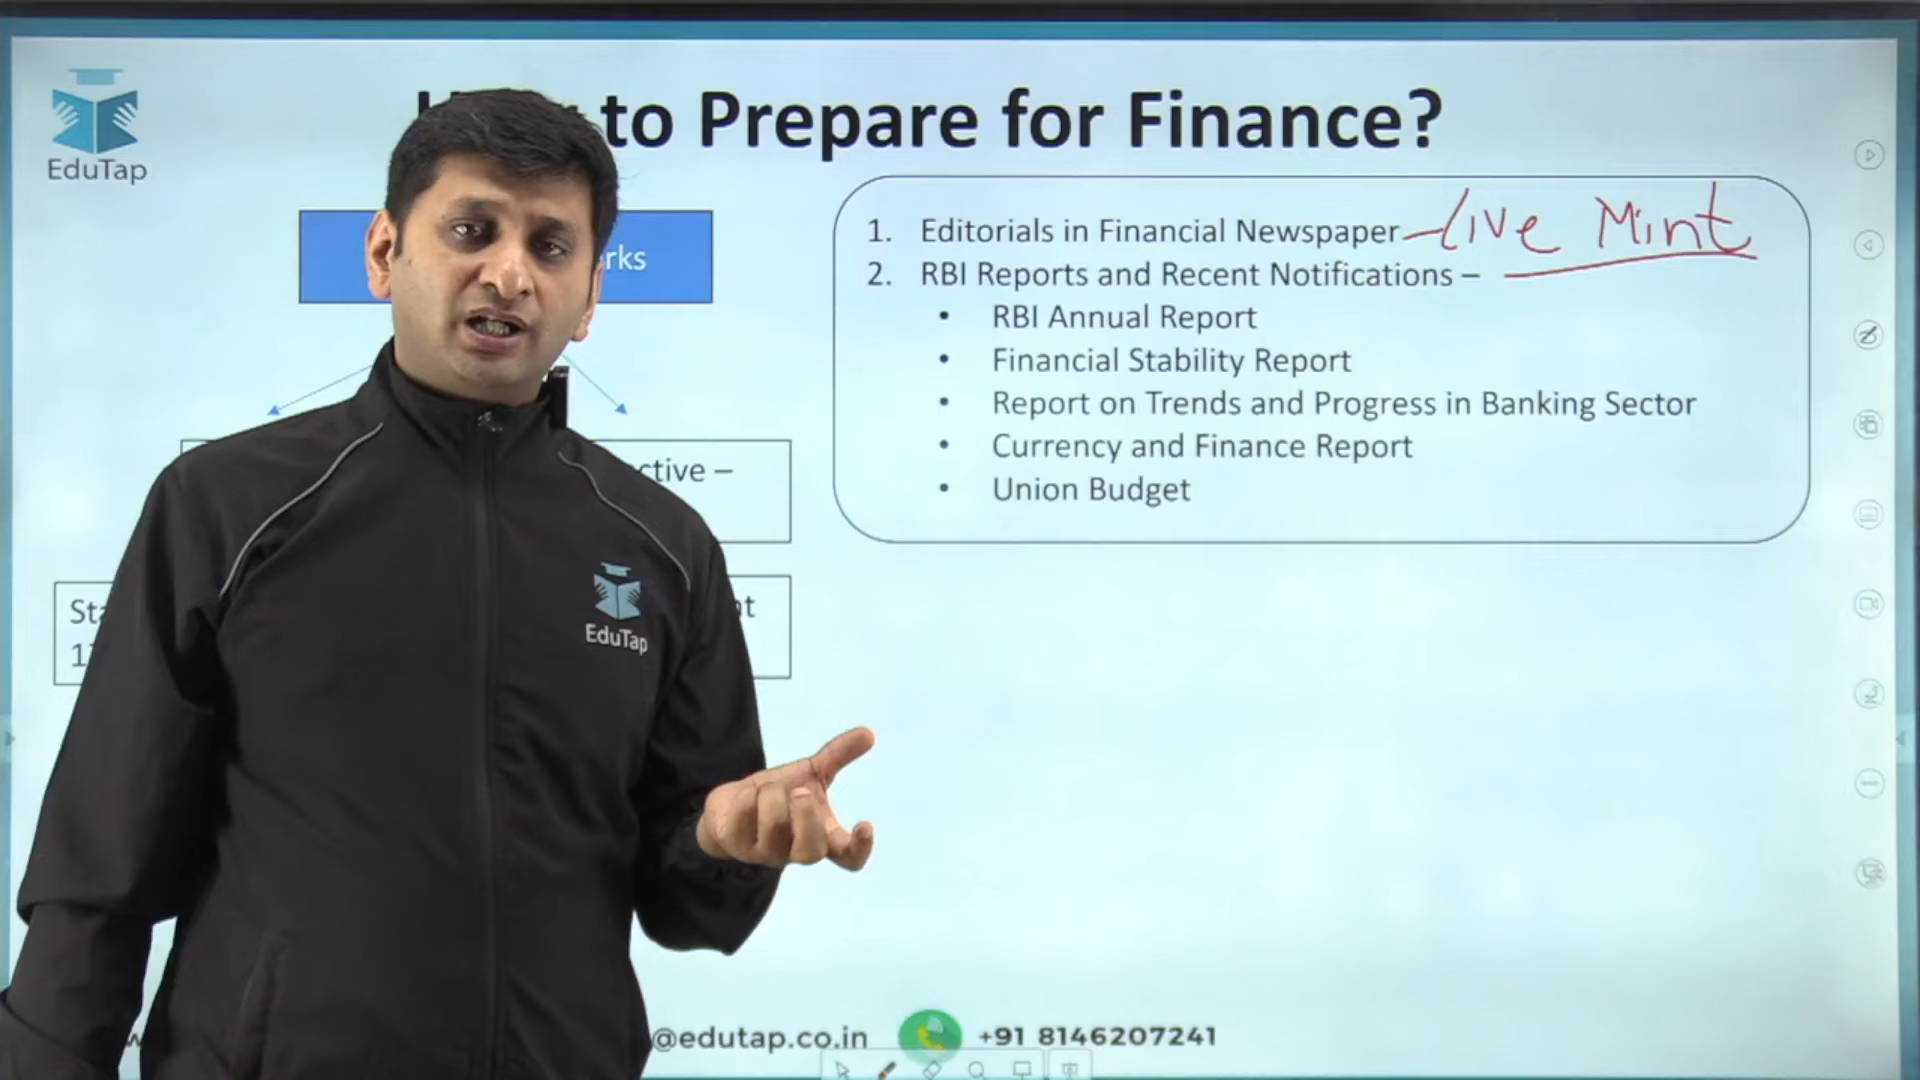 EduTap
to Prepare for Finance?
rks
1. Editorials in Financial Newspaper – Live Mint
2. RBI Reports and Recent Notifications –
• RBI Annual Report
• Financial Stability Report
• Report on Trends and Progress in Banking Sector
• Currency and Finance Report
• Union Budget
ctive –
Sta
nt
EduTap
@edutap.co.in
+91 8146207241